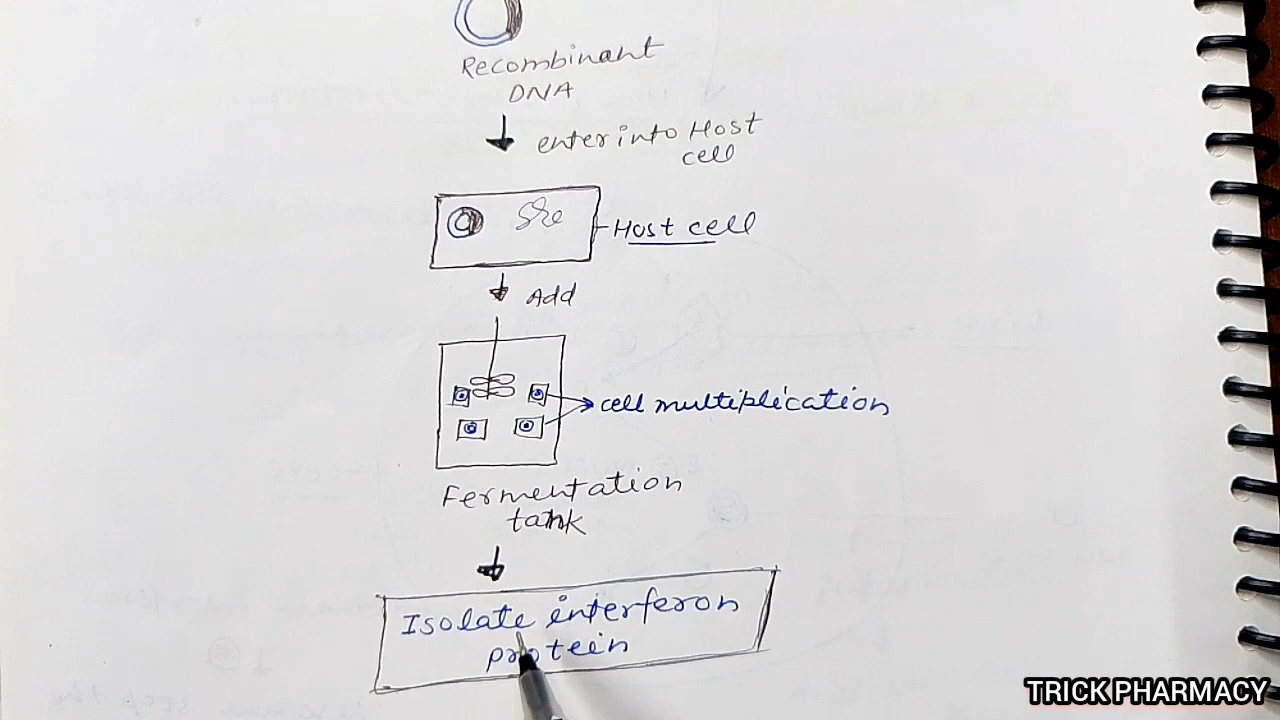 Recombinant
DNA
enter into Host
cell
Host cell
Add
cell multiplication
Fermentation
tank
Isolate interferon
protein
TRICK PHARMACY